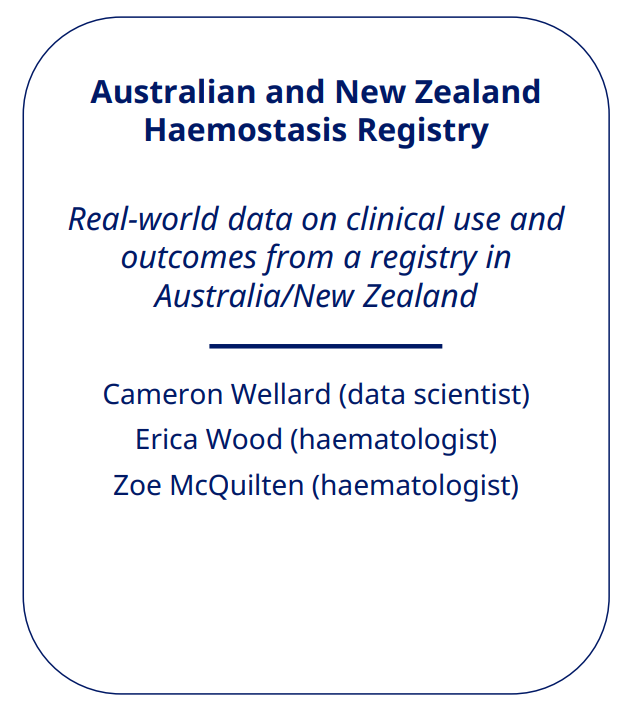 Australian and New Zealand
Haemostasis Registry
Real-world data on clinical use and
outcomes from a registry in
Australia/New Zealand
Cameron Wellard (data scientist)
Erica Wood (haematologist)
Zoe McQuilten (haematologist)